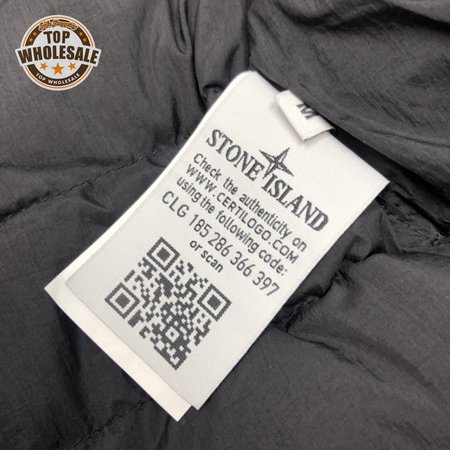 TOP
WHOLESALE
TOP WHOLESALE
M
STONE ISLAND
Check the authenticity on
WWW.CERTILOGO.COM
using the following code:
CLG 185 286 366 397
or scan